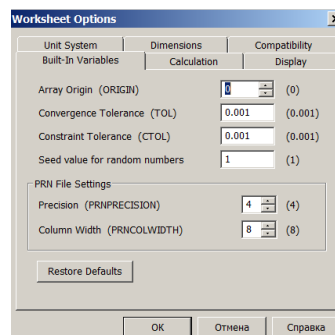 Worksheet Options
Unit System Dimensions Compatibility
Built-In Variables Calculation Display
Array Origin (ORIGIN) 0 (0)
Convergence Tolerance (TOL) 0.001 (0.001)
Constraint Tolerance (CTOL) 0.001 (0.001)
Seed value for random numbers 1 (1)
PRN File Settings
Precision (PRNPRECISION) 4 (4)
Column Width (PRNCOLWIDTH) 8 (8)
Restore Defaults
OK Отмена Справка